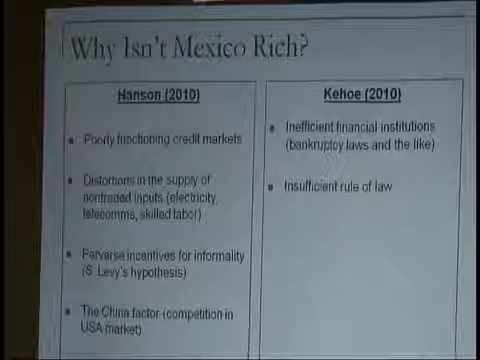 Why Isn't Mexico Rich?
Hanson (2010)
Poorly functioning credit markets
Distortions in the supply of
nontraded inputs (electricity,
telecomms, skilled labor)
Perverse incentives for informality
(S. Levy's hypothesis)
The China factor (competition in
USA market)
Kehoe (2010)
Inefficient financial institutions
(bankruptcy laws and the like)
Insufficient rule of law